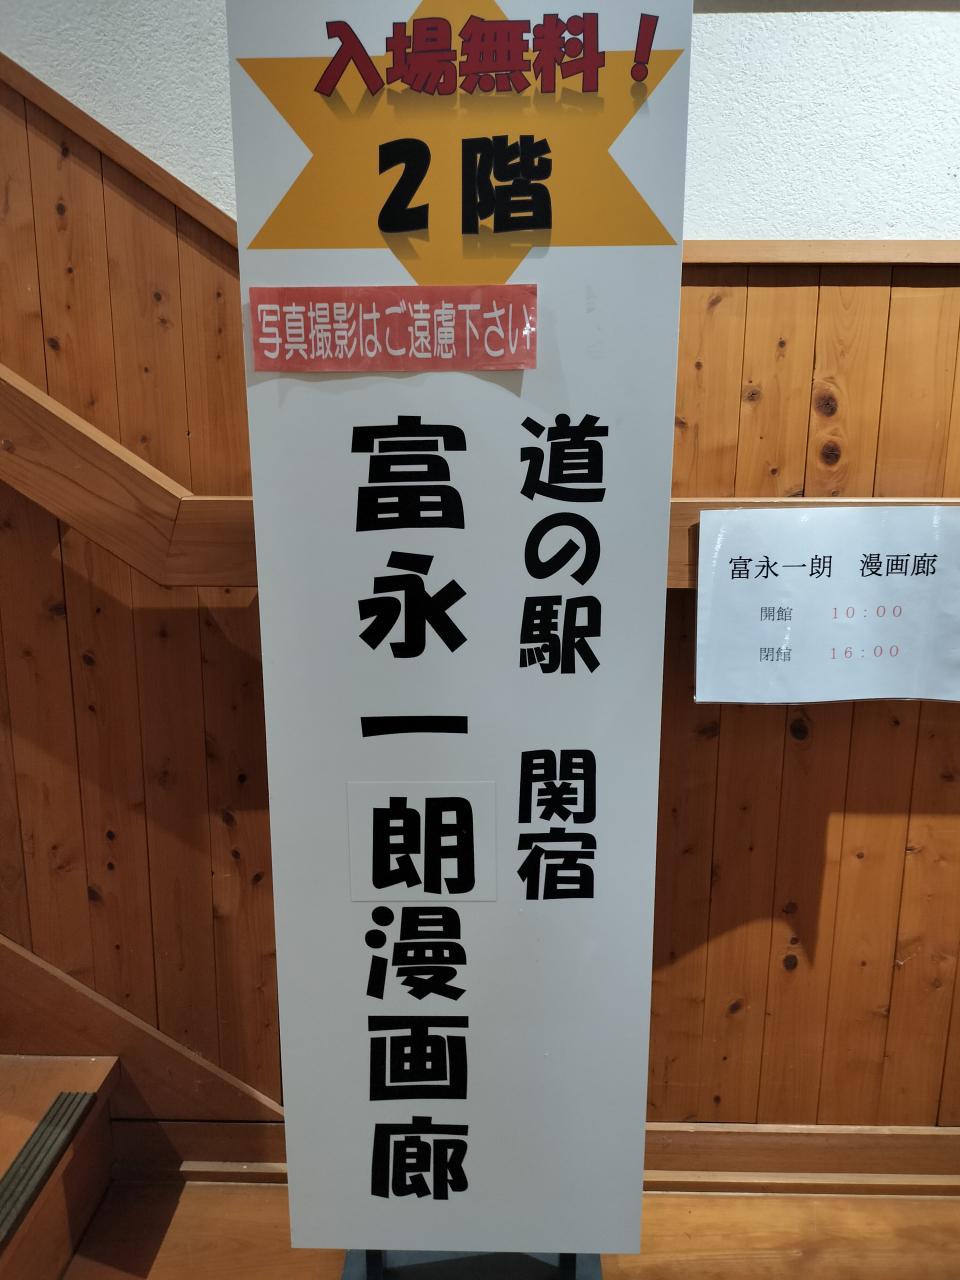 入場無料！
2階
写真撮影はご遠慮下さい
道の駅 関宿
富永一朗漫画廊
富永一朗 漫画廊
開館 10:00
閉館 16:00